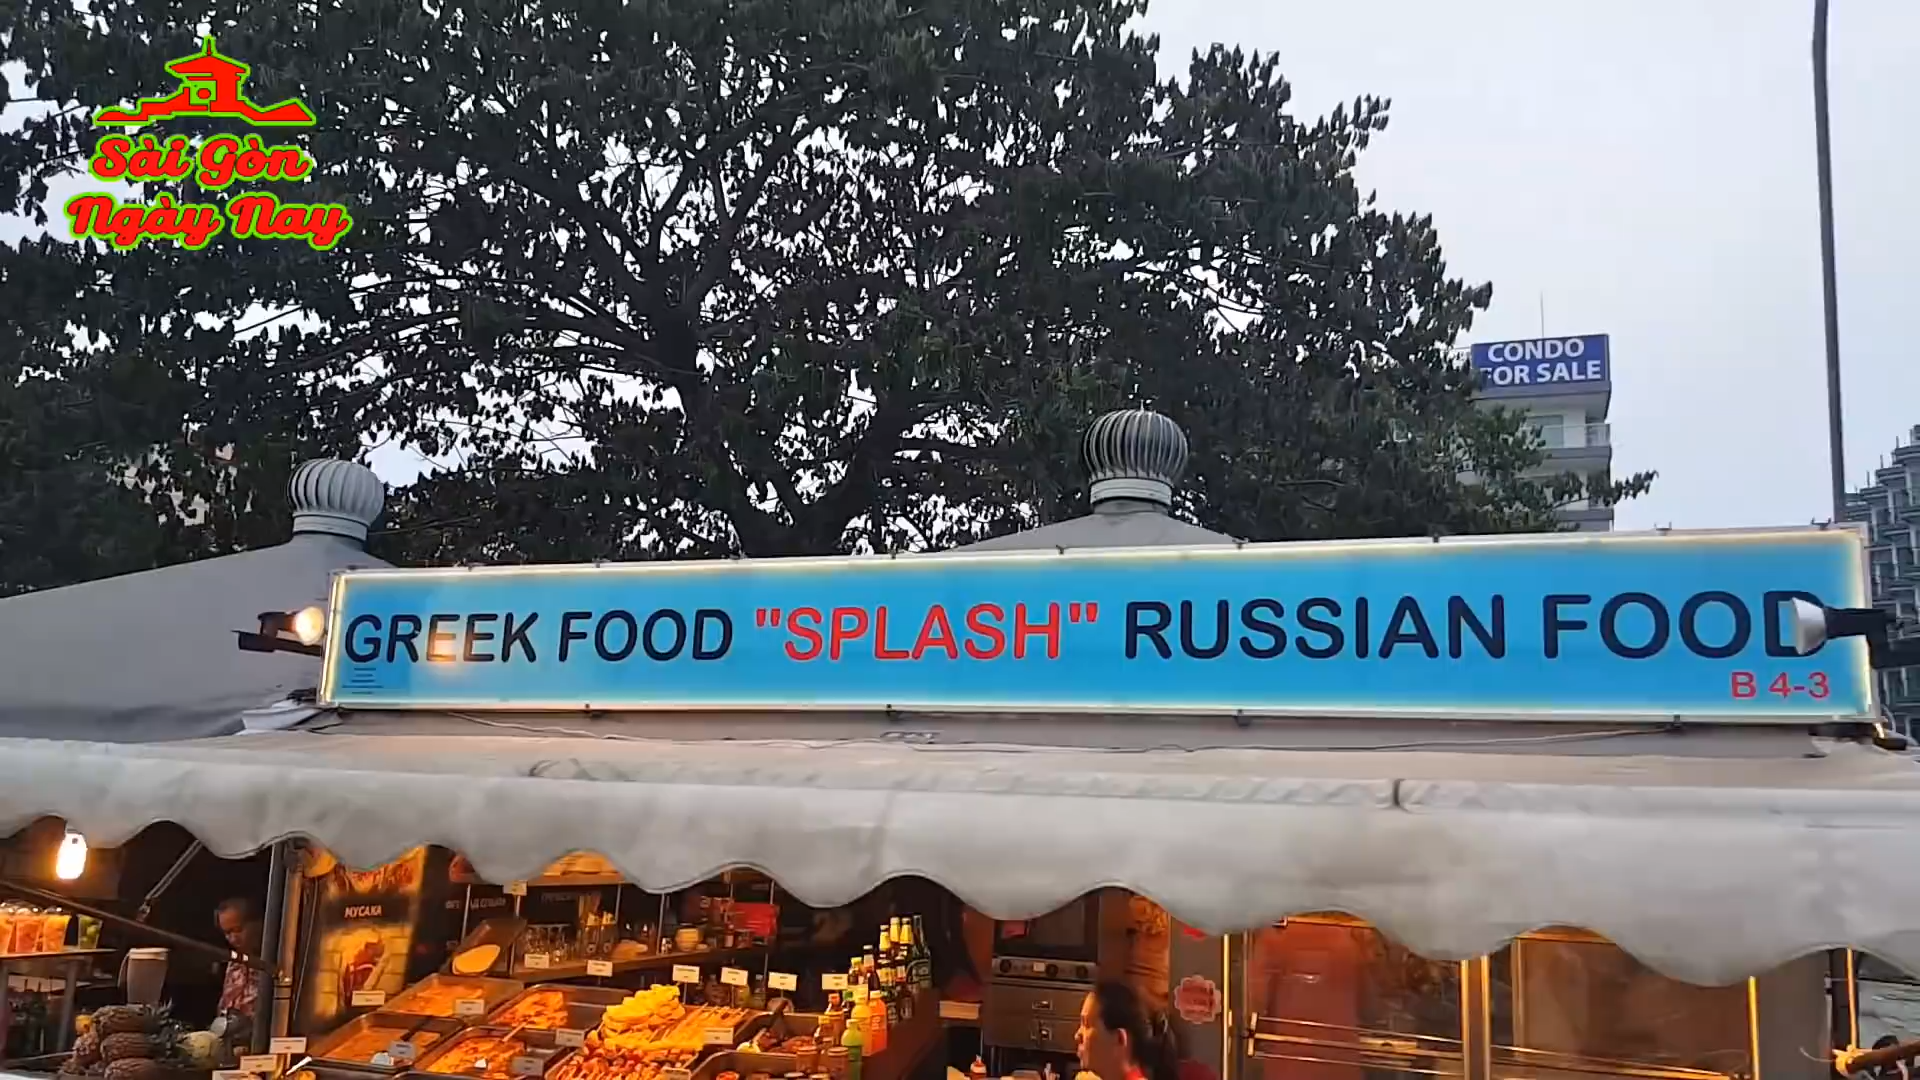 Sài Gòn
Ngày Nay
CONDO
FOR SALE
GREEK FOOD "SPLASH" RUSSIAN FOOD
B 4-3
МУСАКА